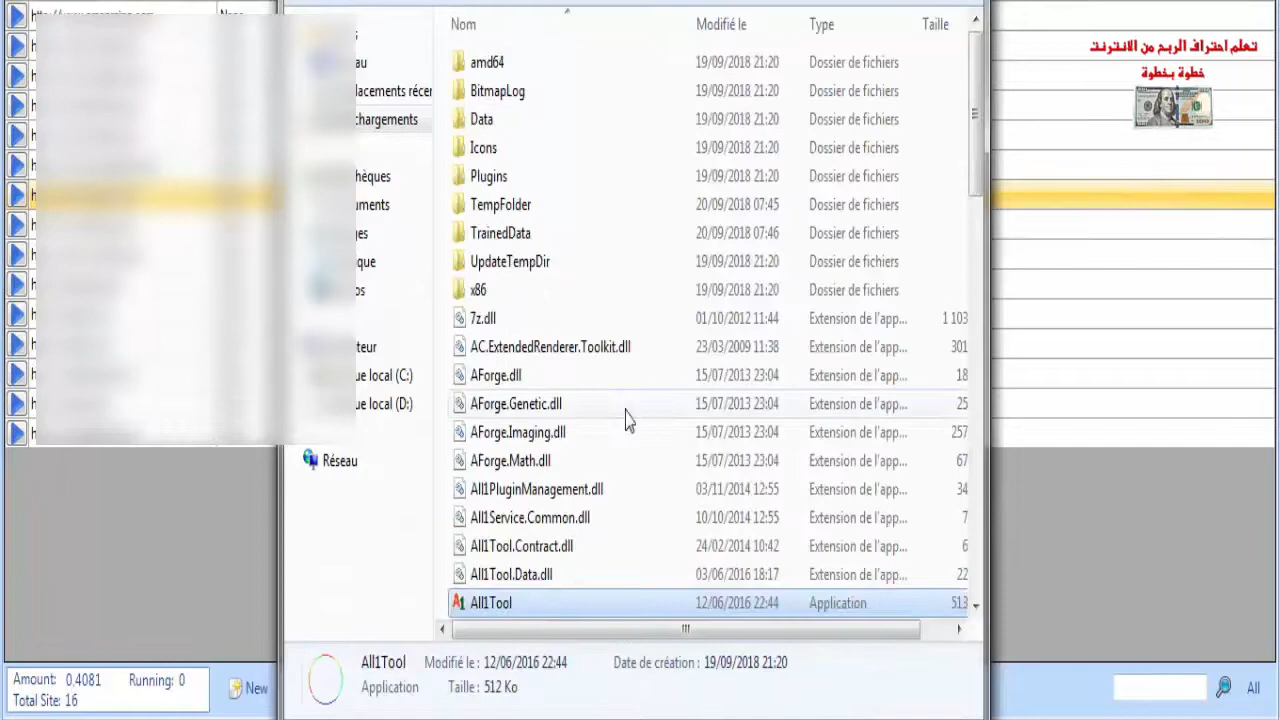 Nom Modifié le Type Taille
تعلم احتراف الربح من الانترنت
خطوة بخطوة
au
chargements
hèques
uments
ges
que
os
teur
que local (C:)
que local (D:)
Réseau
amd64 19/09/2018 21:20 Dossier de fichiers
BitmapLog 19/09/2018 21:20 Dossier de fichiers
Data 19/09/2018 21:20 Dossier de fichiers
Icons 19/09/2018 21:20 Dossier de fichiers
Plugins 19/09/2018 21:20 Dossier de fichiers
TempFolder 20/09/2018 07:45 Dossier de fichiers
TrainedData 20/09/2018 07:46 Dossier de fichiers
UpdateTempDir 19/09/2018 21:20 Dossier de fichiers
x86 19/09/2018 21:20 Dossier de fichiers
7z.dll 01/10/2012 11:44 Extension de l'app... 1 103
AC.ExtendedRenderer.Toolkit.dll 23/03/2009 11:38 Extension de l'app... 301
AForge.dll 15/07/2013 23:04 Extension de l'app... 18
AForge.Genetic.dll 15/07/2013 23:04 Extension de l'app... 25
AForge.Imaging.dll 15/07/2013 23:04 Extension de l'app... 257
AForge.Math.dll 15/07/2013 23:04 Extension de l'app... 67
All1PluginManagement.dll 03/11/2014 12:55 Extension de l'app... 34
All1Service.Common.dll 10/10/2014 12:55 Extension de l'app... 7
All1Tool.Contract.dll 24/02/2014 10:42 Extension de l'app... 6
All1Tool.Data.dll 03/06/2016 18:17 Extension de l'app... 22
All1Tool 12/06/2016 22:44 Application 513
All1Tool Modifié le : 12/06/2016 22:44 Date de création : 19/09/2018 21:20
Application Taille : 512 Ko
Amount: 0,4081 Running: 0
Total Site: 16
New
All